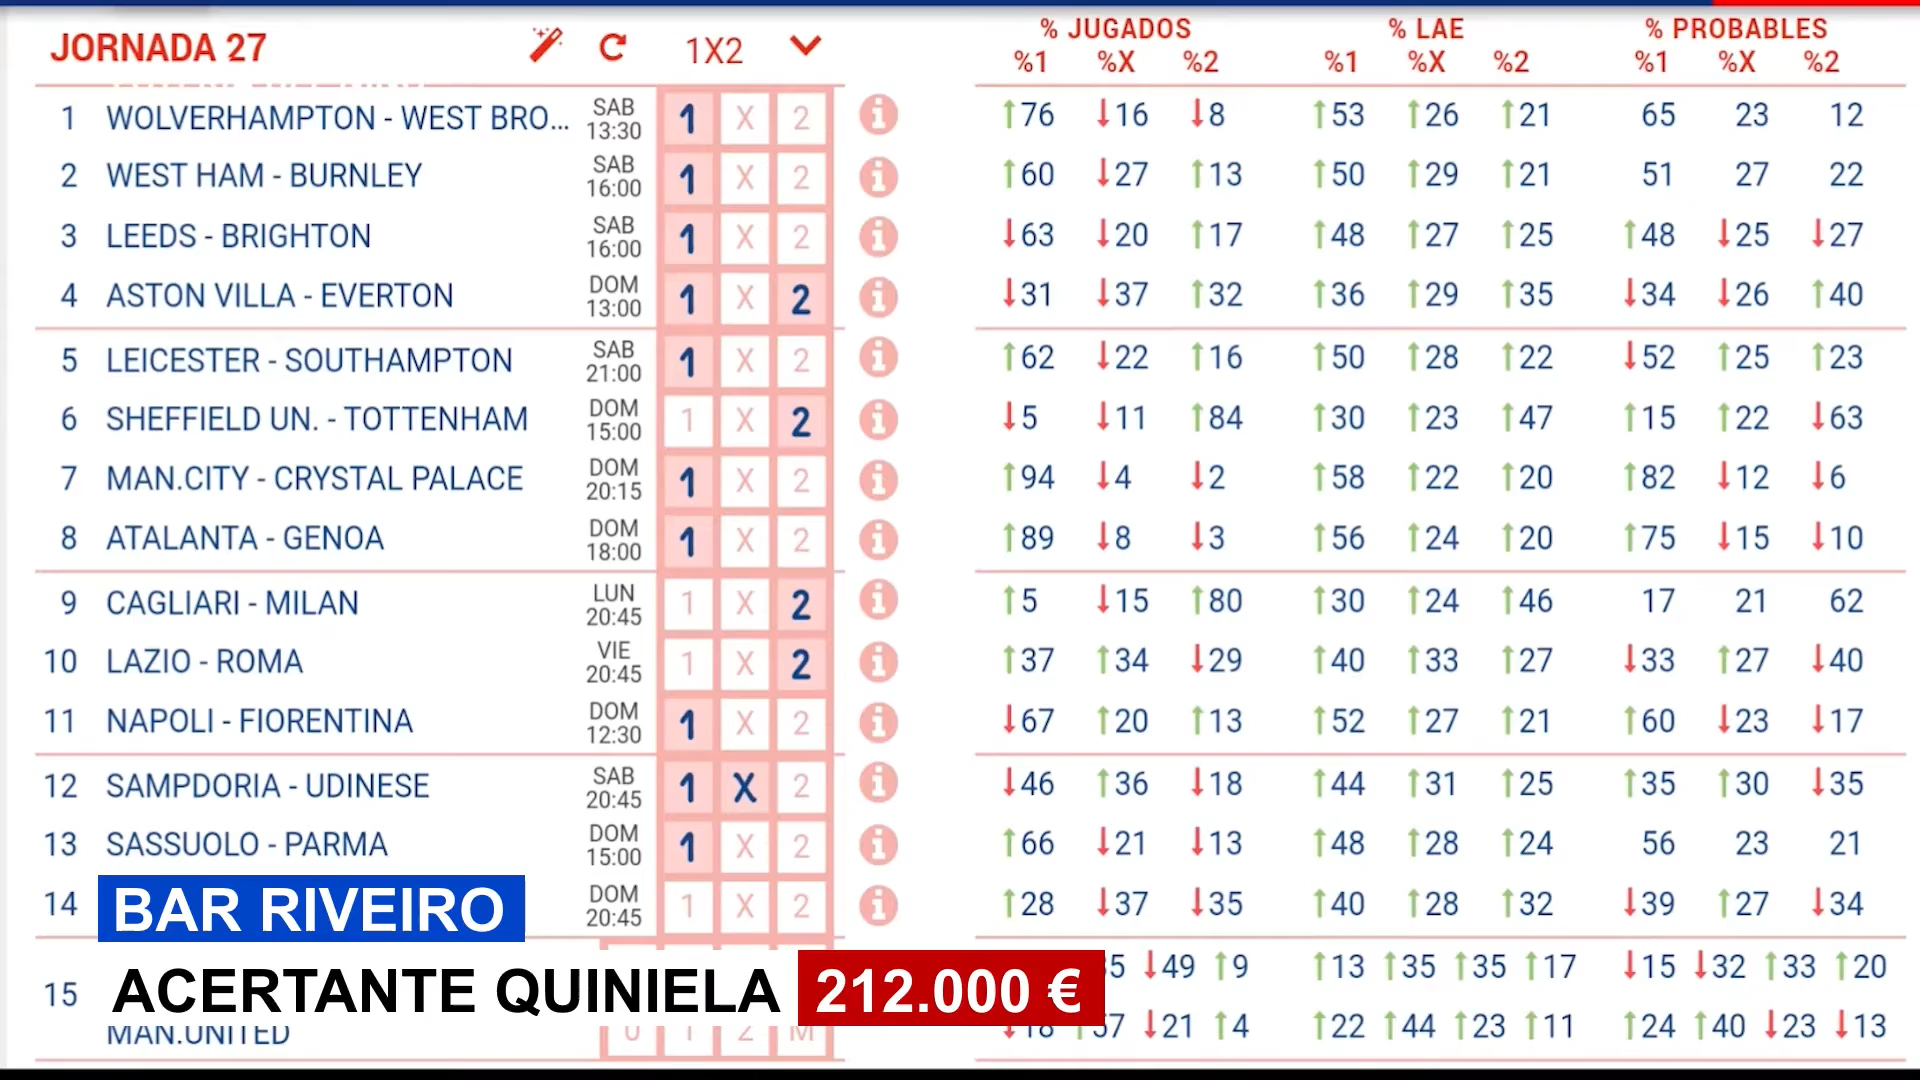 JORNADA 27 1X2 % JUGADOS % LAE % PROBABLES
%1 %X %2 %1 %X %2 %1 %X %2
1 WOLVERHAMPTON - WEST BRO... SAB 13:30 1 X 2 i ↑76 ↓16 ↓8 ↑53 ↑26 ↑21 65 23 12
2 WEST HAM - BURNLEY SAB 16:00 1 X 2 i ↑60 ↓27 ↑13 ↑50 ↑29 ↑21 51 27 22
3 LEEDS - BRIGHTON SAB 16:00 1 X 2 i ↓63 ↓20 ↑17 ↑48 ↑27 ↑25 ↑48 ↓25 ↓27
4 ASTON VILLA - EVERTON DOM 13:00 1 X 2 i ↓31 ↓37 ↑32 ↑36 ↑29 ↑35 ↓34 ↓26 ↑40
5 LEICESTER - SOUTHAMPTON SAB 21:00 1 X 2 i ↑62 ↓22 ↑16 ↑50 ↑28 ↑22 ↓52 ↑25 ↑23
6 SHEFFIELD UN. - TOTTENHAM DOM 15:00 1 X 2 i ↓5 ↓11 ↑84 ↑30 ↑23 ↑47 ↑15 ↑22 ↓63
7 MAN.CITY - CRYSTAL PALACE DOM 20:15 1 X 2 i ↑94 ↓4 ↓2 ↑58 ↑22 ↑20 ↑82 ↓12 ↓6
8 ATALANTA - GENOA DOM 18:00 1 X 2 i ↑89 ↓8 ↓3 ↑56 ↑24 ↑20 ↑75 ↓15 ↓10
9 CAGLIARI - MILAN LUN 20:45 1 X 2 i ↑5 ↓15 ↑80 ↑30 ↑24 ↑46 17 21 62
10 LAZIO - ROMA VIE 20:45 1 X 2 i ↑37 ↑34 ↓29 ↑40 ↑33 ↑27 ↓33 ↑27 ↓40
11 NAPOLI - FIORENTINA DOM 12:30 1 X 2 i ↓67 ↑20 ↑13 ↑52 ↑27 ↑21 ↑60 ↓23 ↓17
12 SAMPDORIA - UDINESE SAB 20:45 1 X 2 i ↓46 ↑36 ↓18 ↑44 ↑31 ↑25 ↑35 ↑30 ↓35
13 SASSUOLO - PARMA DOM 15:00 1 X 2 i ↑66 ↓21 ↓13 ↑48 ↑28 ↑24 56 23 21
14 DOM 20:45 1 X 2 i ↑28 ↓37 ↓35 ↑40 ↑28 ↑32 ↓39 ↑27 ↓34
BAR RIVEIRO
15 ↓49 ↑9 ↑13 ↑35 ↑35 ↑17 ↓15 ↓32 ↑33 ↑20
ACERTANTE QUINIELA 212.000 €
MAN.UNITED 0 1 2 M ↓18 ↑57 ↓21 ↑4 ↑22 ↑44 ↑23 ↑11 ↑24 ↑40 ↓23 ↓13